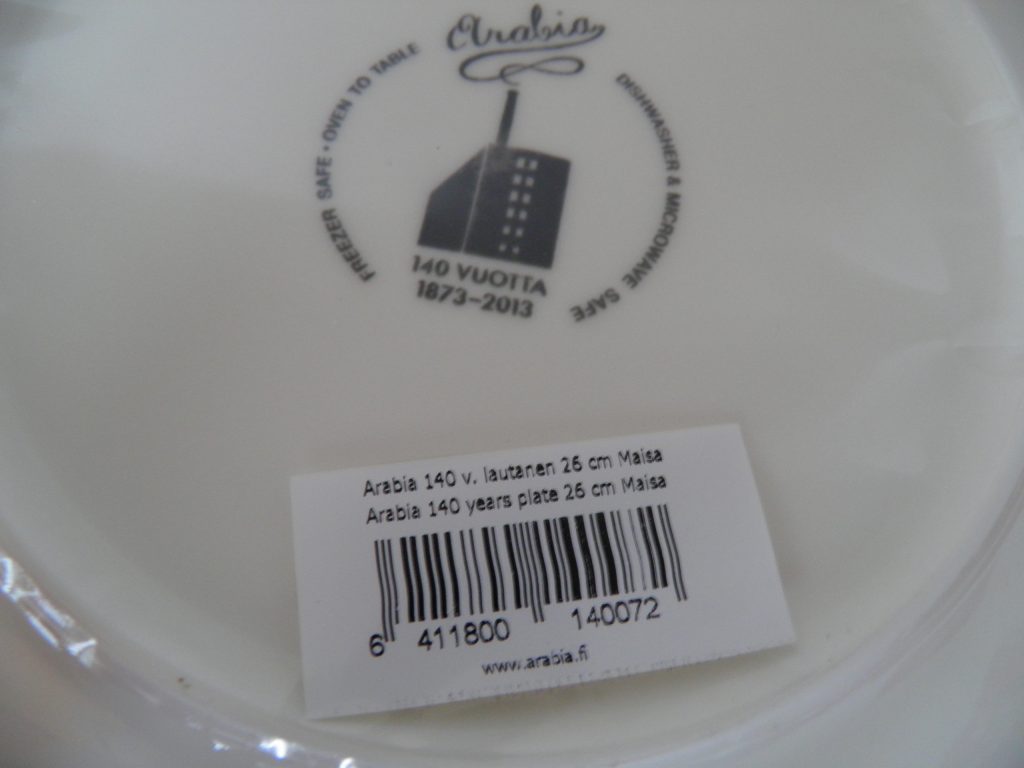 Arabia
FREEZER SAFE • OVEN TO TABLE
DISHWASHER & MICROWAVE SAFE
140 VUOTTA
1873-2013
Arabia 140 v. lautanen 26 cm Maisa
Arabia 140 years plate 26 cm Maisa
6 411800 140072
www.arabia.fi